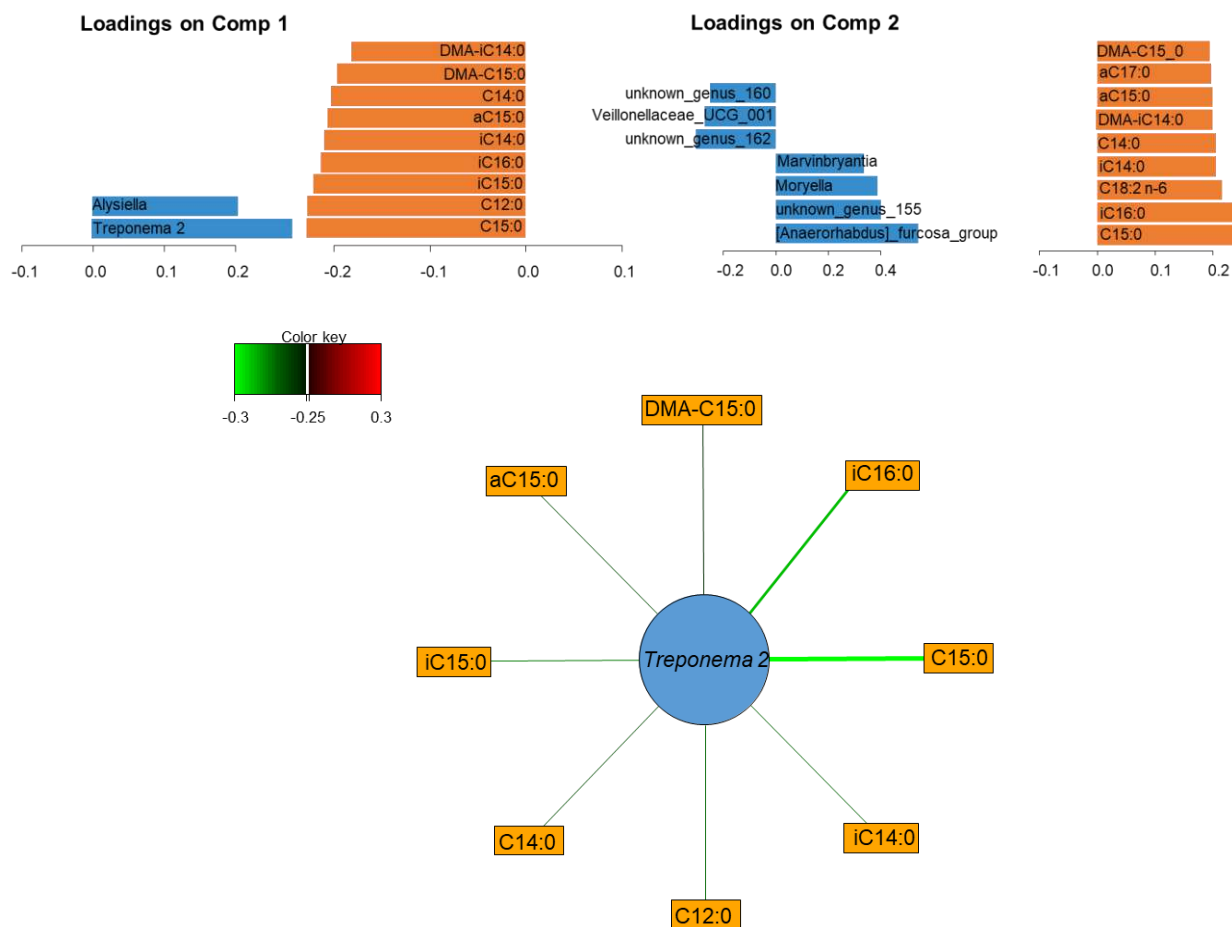 Loadings on Comp 1
DMA-iC14:0
DMA-C15:0
C14:0
aC15:0
iC14:0
iC16:0
iC15:0
C12:0
C15:0
Alysiella
Treponema 2
-0.1 0.0 0.2
-0.2 -0.1 0.0 0.1
Loadings on Comp 2
unknown_genus_160
Veillonellaceae_UCG_001
unknown_genus_162
Marvinbryantia
Moryella
unknown_genus_155
[Anaerorhabdus]_furcosa_group
-0.2 0.0 0.2 0.4
DMA-C15_0
aC17:0
aC15:0
DMA-iC14:0
C14:0
iC14:0
C18:2 n-6
iC16:0
C15:0
-0.1 0.0 0.1 0.2
Color key
-0.3 -0.25 0.3
DMA-C15:0
aC15:0
iC16:0
iC15:0
Treponema 2
C15:0
C14:0
iC14:0
C12:0